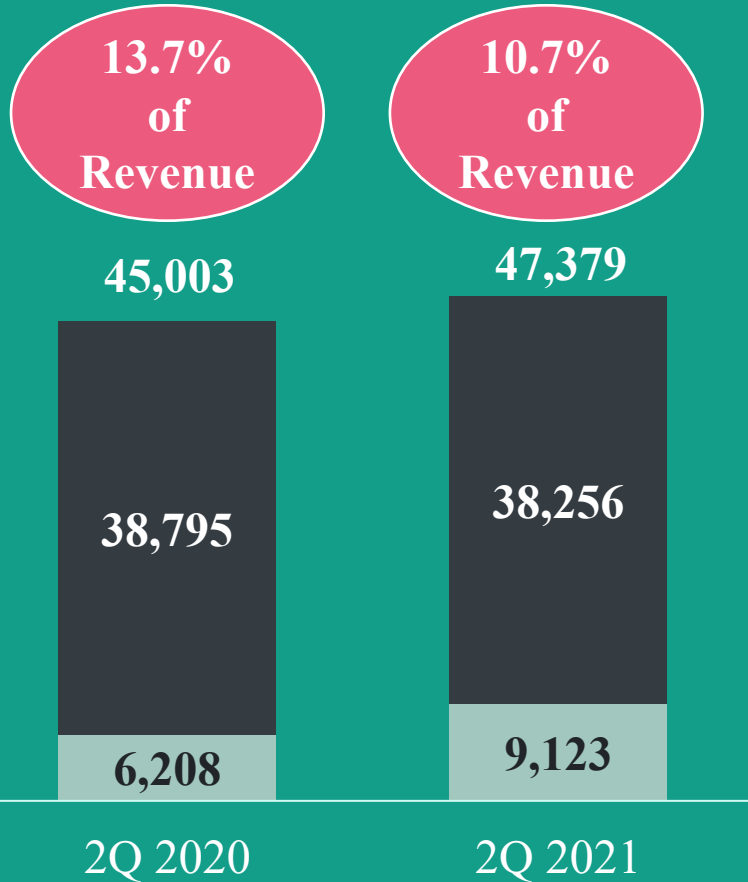 13.7%
of
Revenue
10.7%
of
Revenue
45,003
47,379
38,795
38,256
6,208
9,123
2Q 2020
2Q 2021